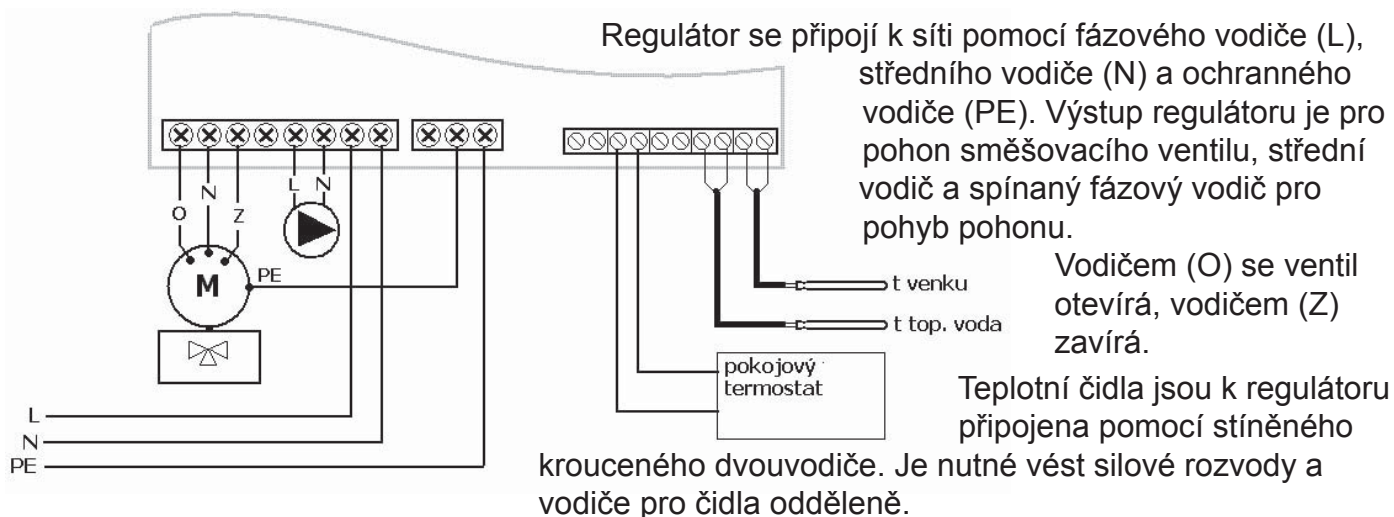 Regulátor se připojí k síti pomocí fázového vodiče (L),
středního vodiče (N) a ochranného
vodiče (PE). Výstup regulátoru je pro
pohon směšovacího ventilu, střední
vodič a spínaný fázový vodič pro
pohybu pohonu.
Vodičem (O) se ventil
otevírá, vodičem (Z)
zavírá.
Teplotní čidla jsou k regulátoru
připojena pomocí stíněného
krouceného dvouvodiče. Je nutné vést silové rozvody a
vodiče pro čidla odděleně.
O
N
Z
L N
M
PE
t venku
t top. voda
pokojový
termostat
L
N
PE